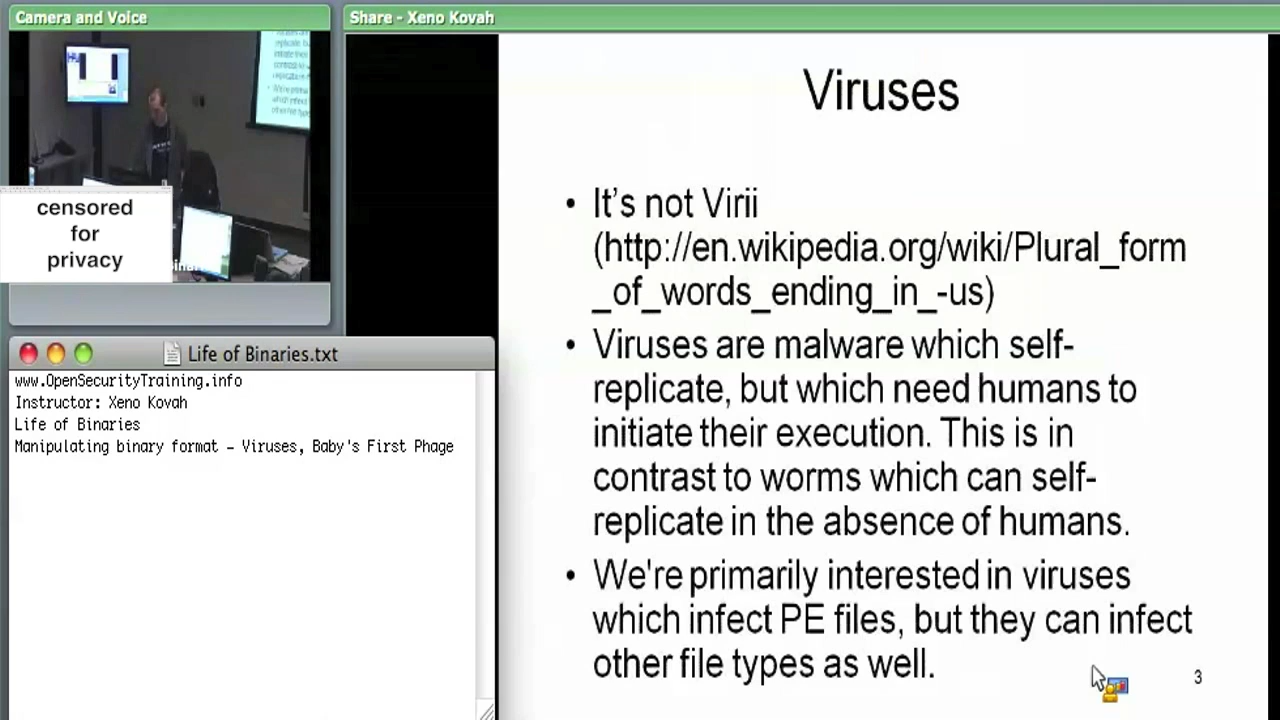 Camera and Voice
Share - Xeno Kovah
censored
for
privacy
Life of Binaries.txt
www.OpenSecurityTraining.info
Instructor: Xeno Kovah
Life of Binaries
Manipulating binary format - Viruses, Baby's First Phage
Viruses
• It’s not Virii
(http://en.wikipedia.org/wiki/Plural_form
_of_words_ending_in_-us)
• Viruses are malware which self-
replicate, but which need humans to
initiate their execution. This is in
contrast to worms which can self-
replicate in the absence of humans.
• We're primarily interested in viruses
which infect PE files, but they can infect
other file types as well.
3